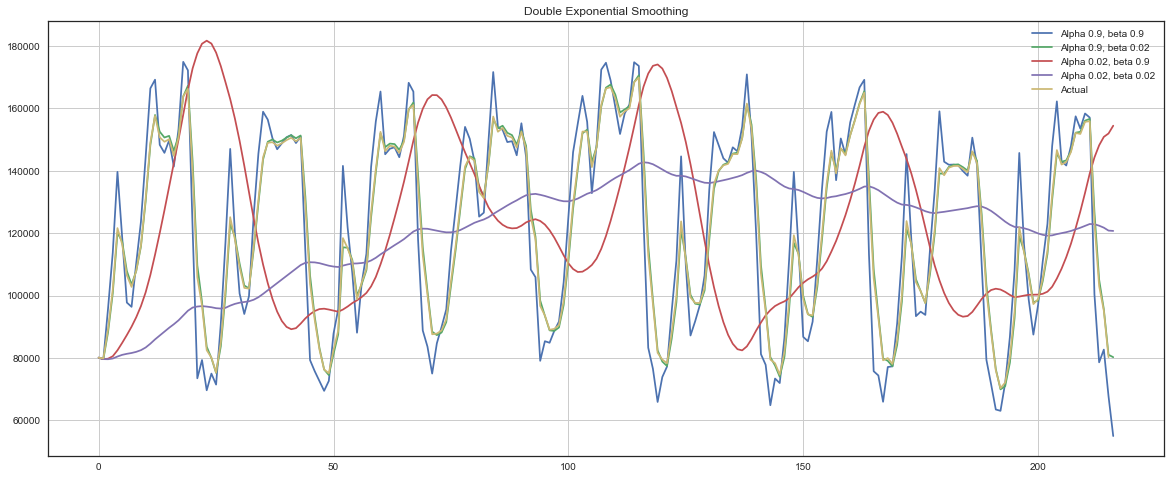 Double Exponential Smoothing
180000
160000
140000
120000
100000
80000
60000
0
50
100
150
200
Alpha 0.9, beta 0.9
Alpha 0.9, beta 0.02
Alpha 0.02, beta 0.9
Alpha 0.02, beta 0.02
Actual